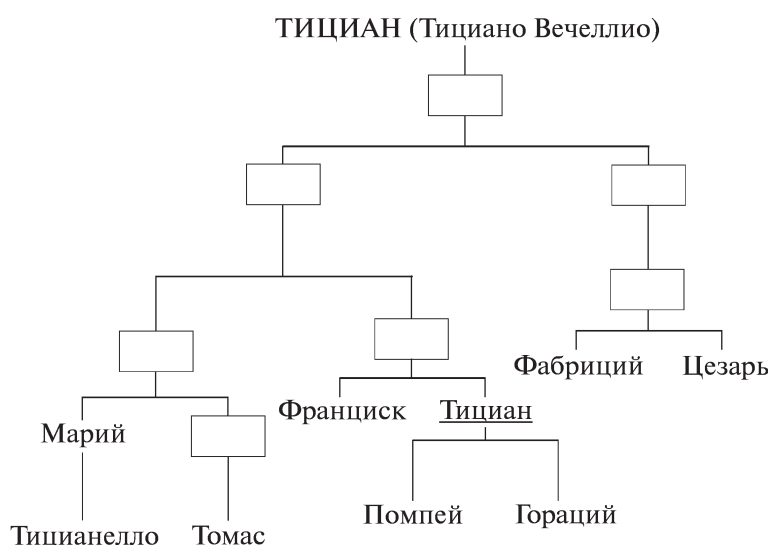 ТИЦИАН (Тициано Вечеллио)
Фабриций
Цезарь
Франциск
Тициан
Марий
Помпей
Гораций
Тицианелло
Томас